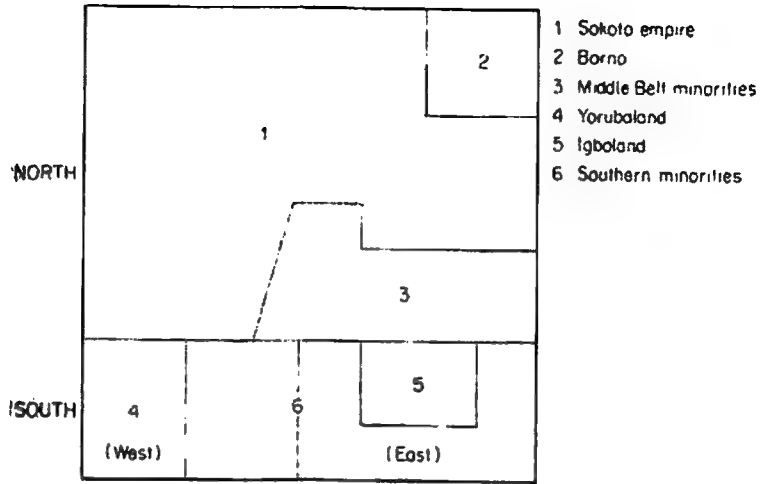 1 Sokoto empire
2 Borno
3 Middle Belt minorities
4 Yorubaland
5 Igboland
6 Southern minorities
2
1
NORTH
3
5
SOUTH
4
6
(West)
(East)